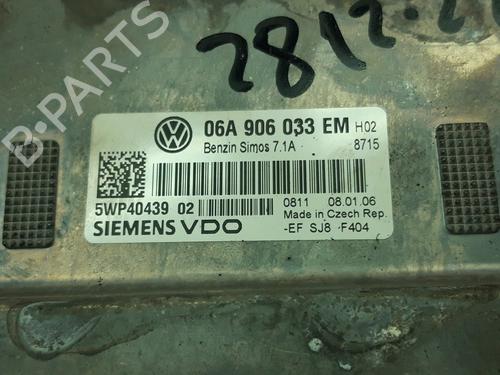 2812.2
06A 906 033 EM H02
Benzin Simos 7.1A 8715
5WP40439 02
0811 08.01.06
SIEMENS VDO
Made in Czech Rep.
-EF SJ8 F404
B-PARTS